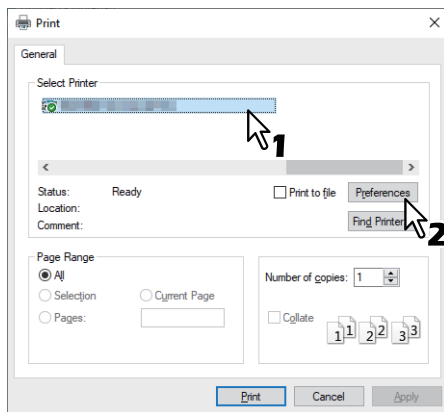 Print
General
Select Printer
1
Status: Ready
Print to file
Preferences
Location:
Comment:
Find Printer
2
Page Range
All
Selection
Current Page
Pages:
Number of copies: 1
Collate
1 1 2 2 3 3
Print
Cancel
Apply